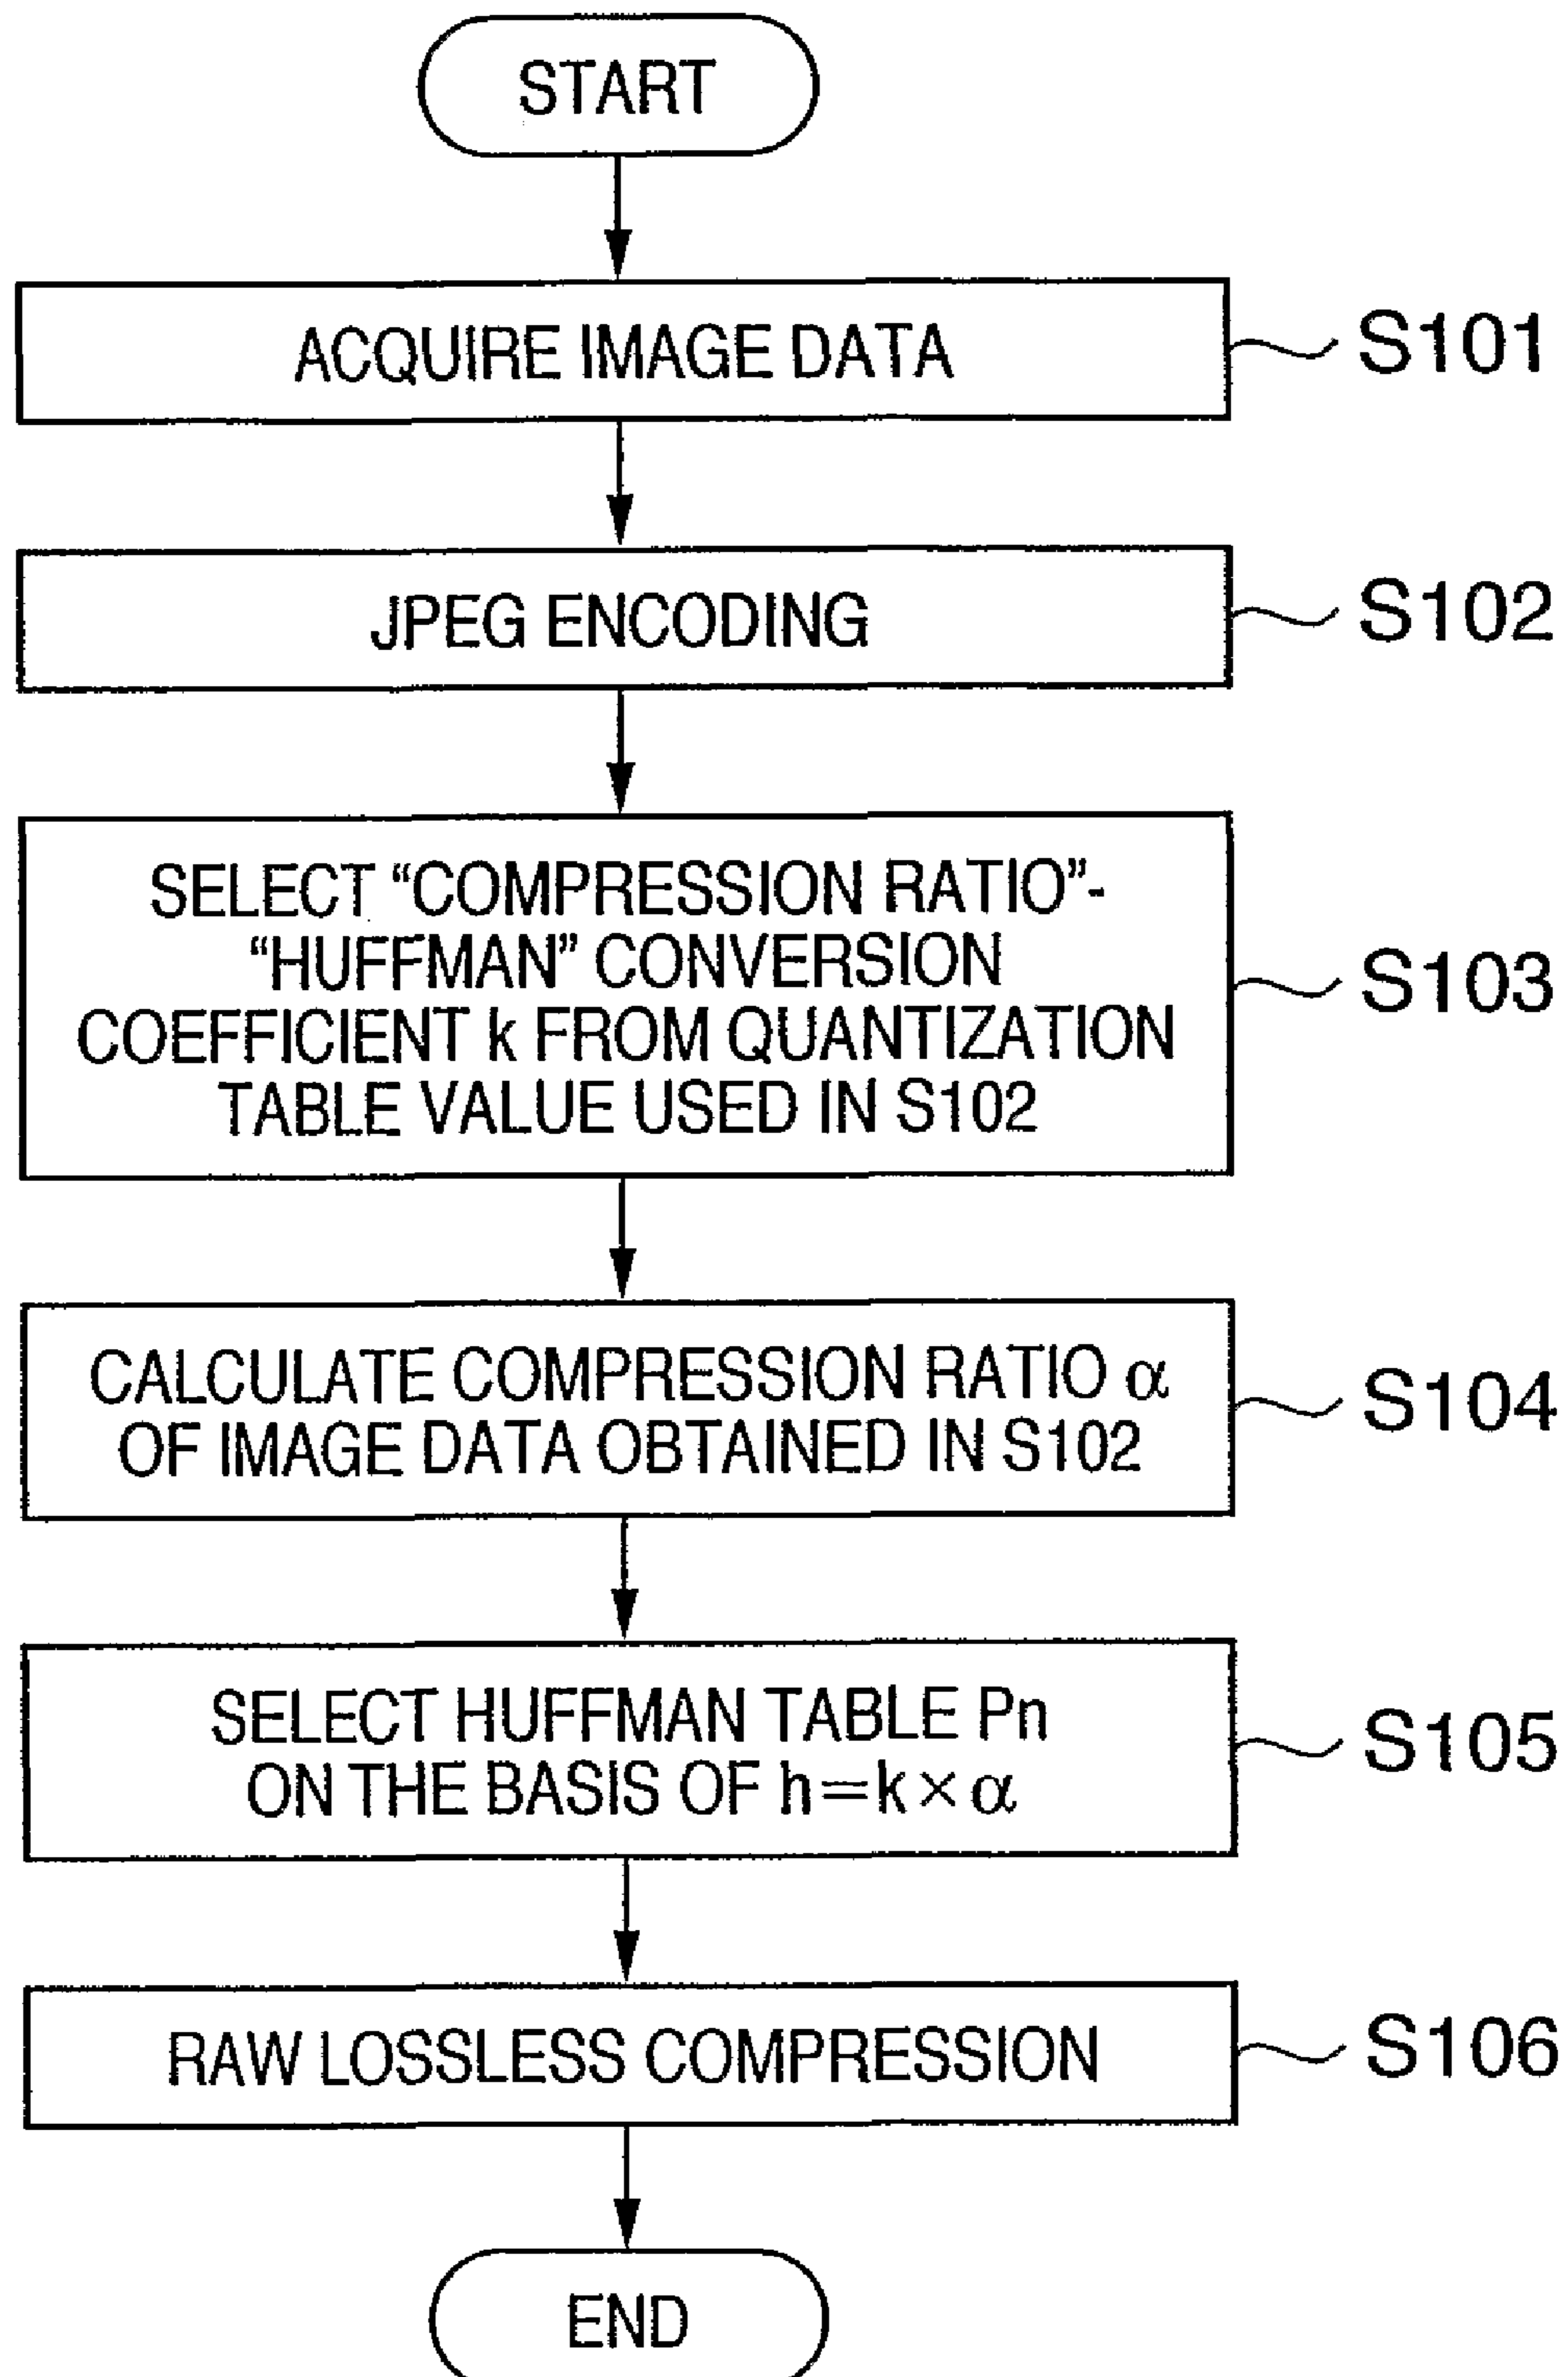 START
ACQUIRE IMAGE DATA
S101
JPEG ENCODING
S102
SELECT “COMPRESSION RATIO”-
“HUFFMAN” CONVERSION
COEFFICIENT k FROM QUANTIZATION
TABLE VALUE USED IN S102
S103
CALCULATE COMPRESSION RATIO α
OF IMAGE DATA OBTAINED IN S102
S104
SELECT HUFFMAN TABLE Pn
ON THE BASIS OF h=k×α
S105
RAW LOSSLESS COMPRESSION
S106
END